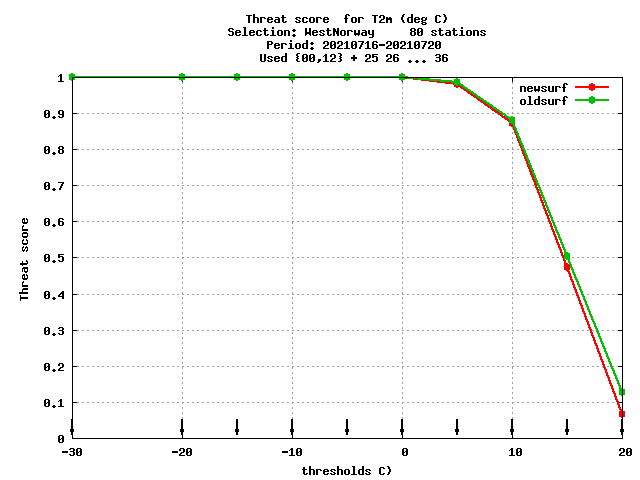 Threat score  for T2m (deg C)
Selection: WestNorway     80 stations
Period: 20210716-20210720
Used {00,12} + 25 26 ... 36
newsurf
oldsurf
1
0.9
0.8
0.7
0.6
0.5
0.4
0.3
0.2
0.1
0
Threat score
-30 -20 -10 0 10 20
thresholds C)